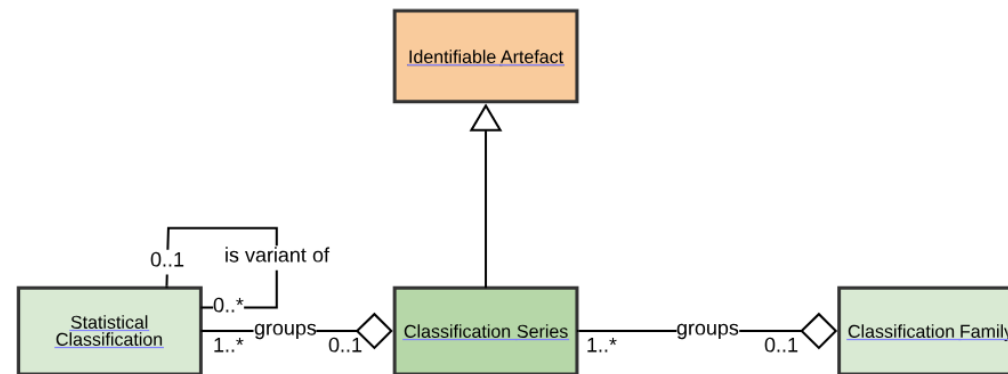 Identifiable Artefact
0..1
is variant of
0..*
Statistical
Classification
groups
1..*
0..1
Classification Series
groups
1..*
0..1
Classification Family